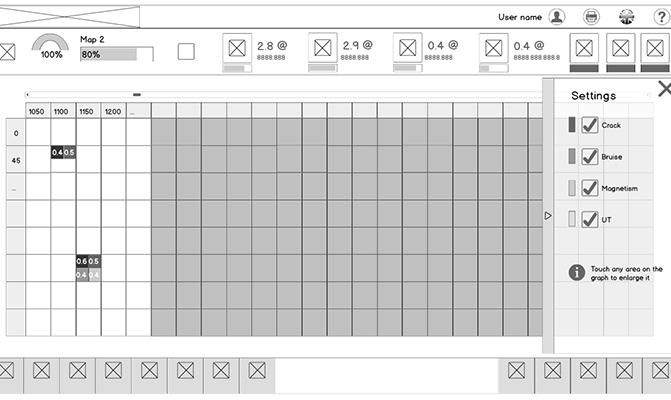 User name
?
100%
Map 2
80%
2.8 @
8888.888
2.9 @
8888.888
0.4 @
8888.888
0.4 @
8888.888.888.8
Settings
1050 1100 1150 1200 ...
0
45
...
0.4 0.5
0.6 0.5
0.4 0.4
Crack
Bruise
Magnetism
UT
i
Touch any area on the
graph to enlarge it